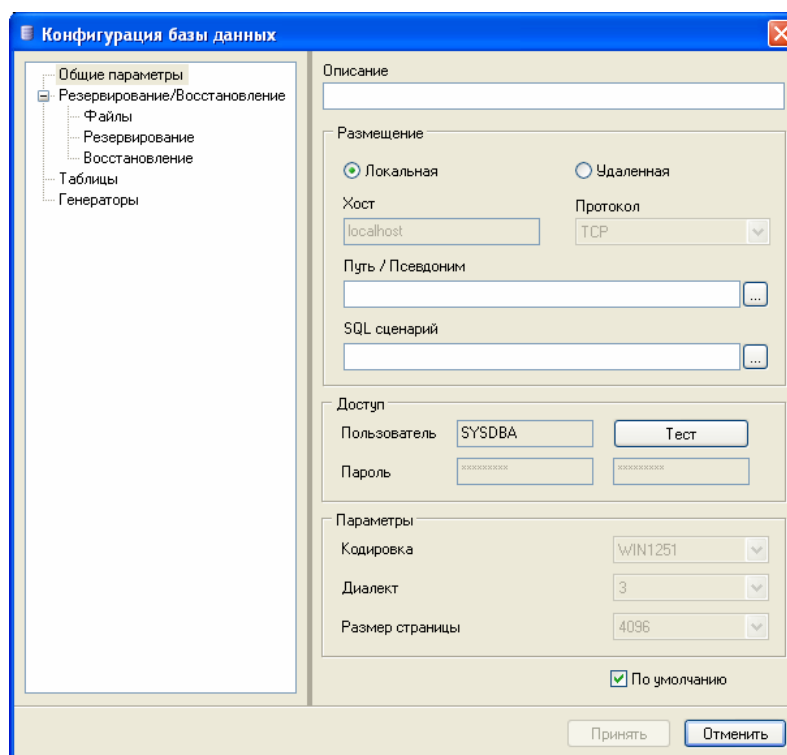 Конфигурация базы данных
Общие параметры
Резервирование/Восстановление
Файлы
Резервирование
Восстановление
Таблицы
Генераторы
Описание
Размещение
Локальная Удаленная
Хост Протокол
localhost TCP
Путь / Псевдоним
...
SQL сценарий
...
Доступ
Пользователь SYSDBA Тест
Пароль ********* *********
Параметры
Кодировка WIN1251
Диалект 3
Размер страницы 4096
По умолчанию
Принять Отменить